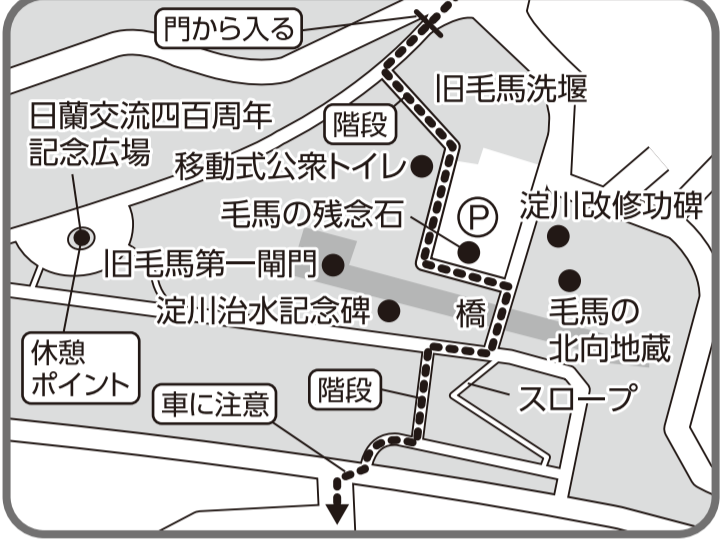 門から入る
旧毛馬洗堰
日蘭交流四百周年
記念広場
階段
移動式公衆トイレ
毛馬の残念石
P
淀川改修功碑
旧毛馬第一閘門
淀川治水記念碑
橋
毛馬の
北向地蔵
休憩
ポイント
階段
スロープ
車に注意